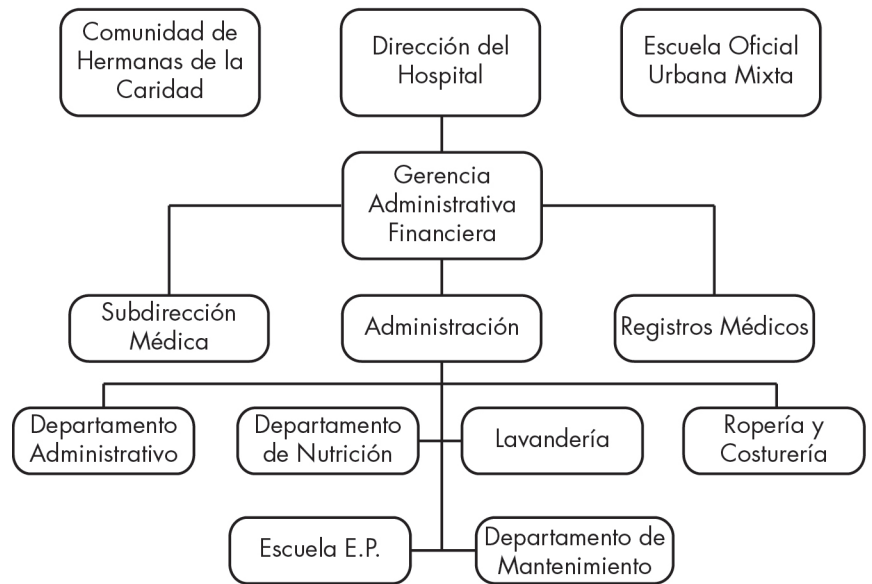 Comunidad de
Hermanas de la
Caridad
Dirección del
Hospital
Escuela Oficial
Urbana Mixta
Gerencia
Administrativa
Financiera
Subdirección
Médica
Administración
Registros Médicos
Departamento
Administrativo
Departamento
de Nutrición
Lavandería
Ropería y
Costurería
Escuela E.P.
Departamento de
Mantenimiento